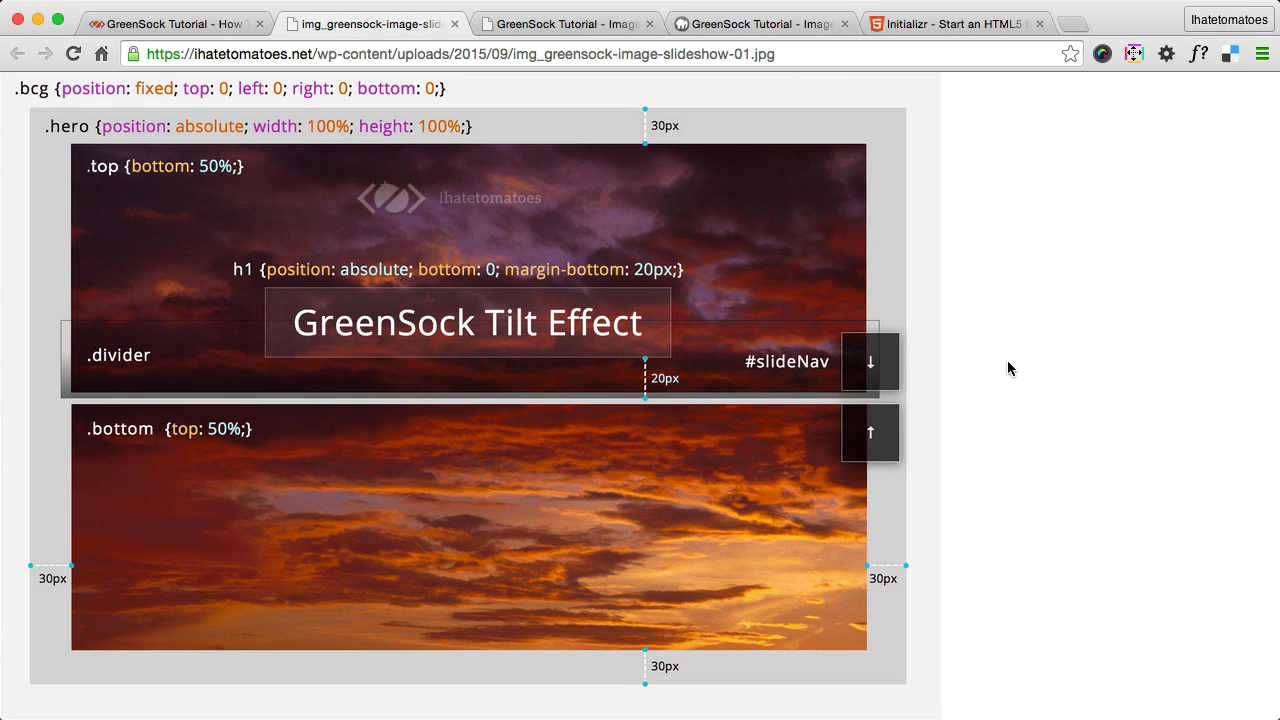 GreenSock Tutorial - How
img_greensock-image-slid
GreenSock Tutorial - Image
GreenSock Tutorial - Image
Initializr - Start an HTML5
Ihatetomatoes
https://ihatetomatoes.net/wp-content/uploads/2015/09/img_greensock-image-slideshow-01.jpg
f?
.bcg {position: fixed; top: 0; left: 0; right: 0; bottom: 0;}
.hero {position: absolute; width: 100%; height: 100%;}
30px
.top {bottom: 50%;}
ihatetomatoes
h1 {position: absolute; bottom: 0; margin-bottom: 20px;}
GreenSock Tilt Effect
.divider
#slideNav
↓
20px
.bottom {top: 50%;}
↑
30px
30px
30px